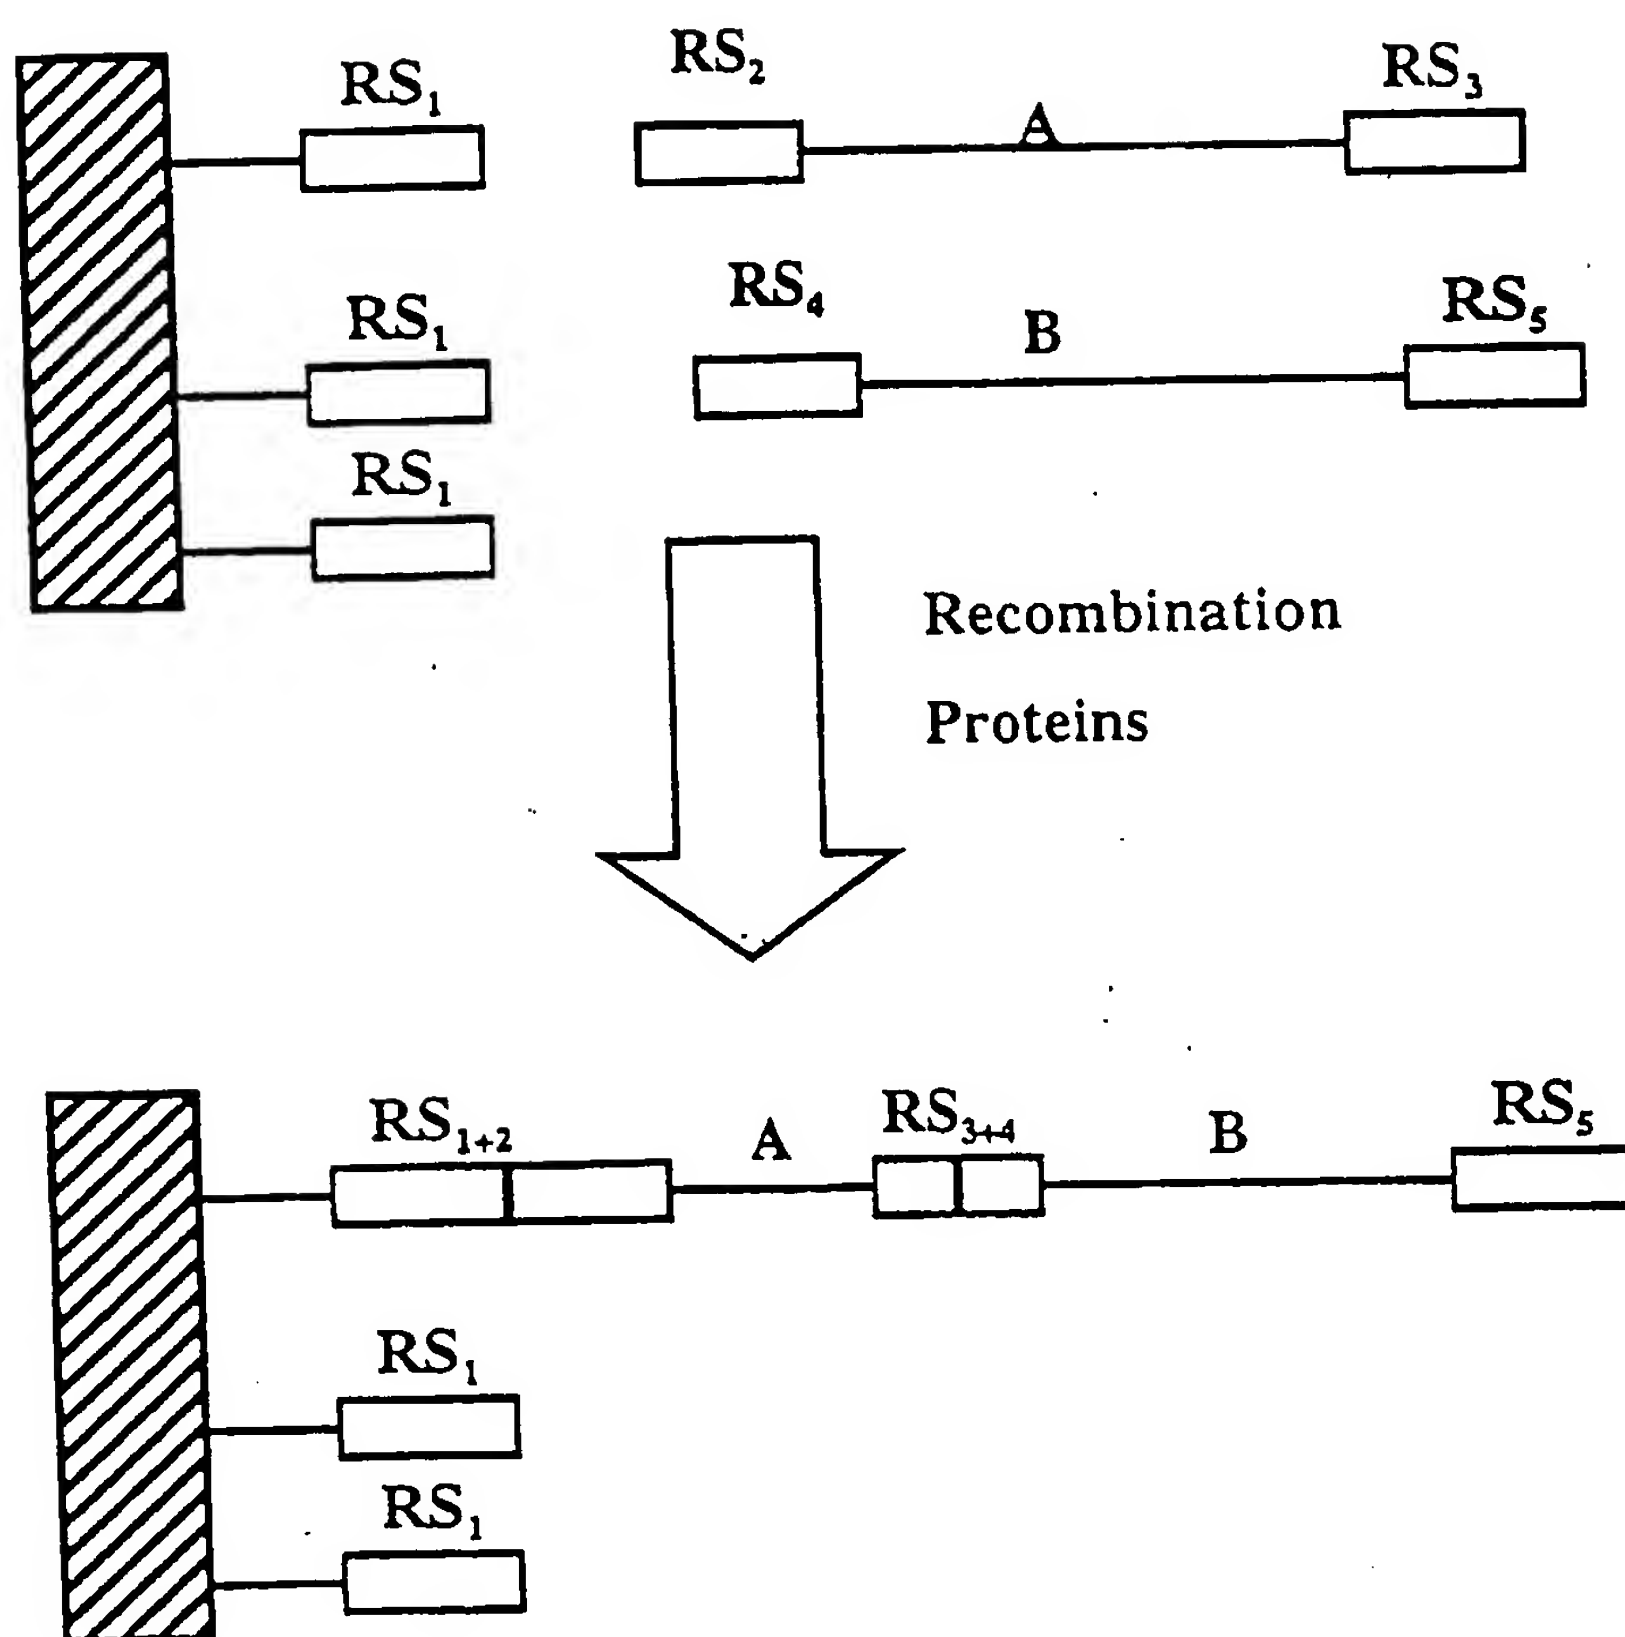 RS₁ RS₂ A RS₃
RS₁ RS₄ B RS₅
RS₁
Recombination
Proteins
RS₁₊₂ A RS₃₊₄ B RS₅
RS₁
RS₁